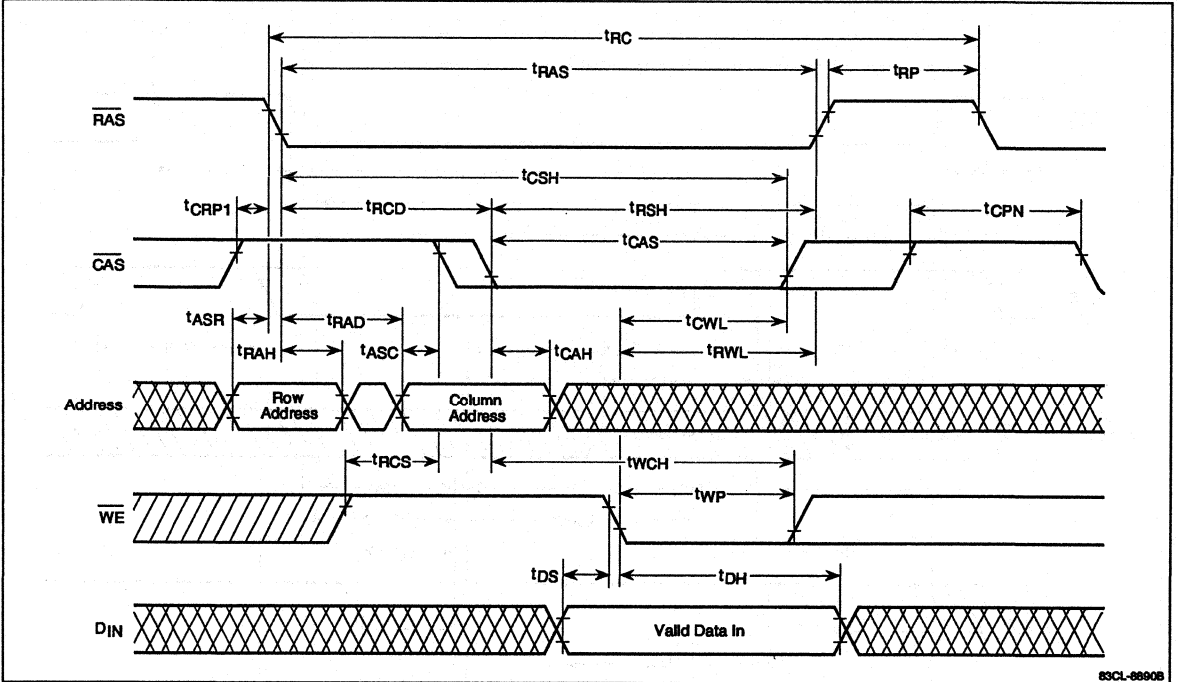 tRC
tRAS
tRP
RAS
tCSH
tCRP1
tRCD
tRSH
tCPN
tCAS
CAS
tASR
tRAD
tCWL
tRAH
tASC
tCAH
tRWL
Address
Row
Address
Column
Address
tRCS
tWCH
tWP
WE
tDS
tDH
DIN
Valid Data In
83CL-8890B